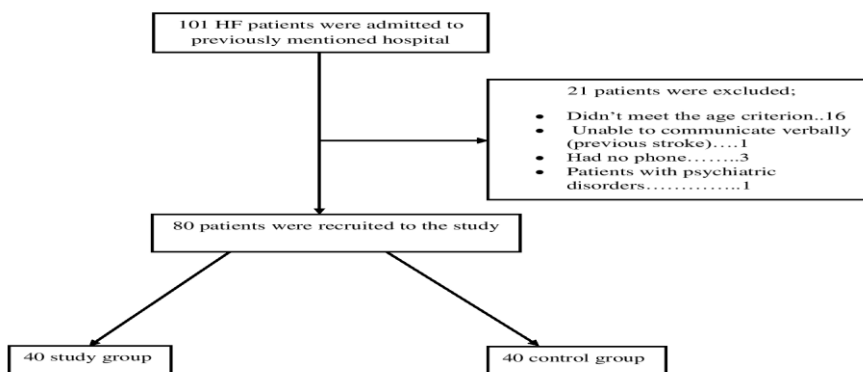 101 HF patients were admitted to
previously mentioned hospital
21 patients were excluded;
• Didn't meet the age criterion..16
• Unable to communicate verbally
(previous stroke)….1
• Had no phone……..3
• Patients with psychiatric
disorders…………..1
80 patients were recruited to the study
40 study group
40 control group